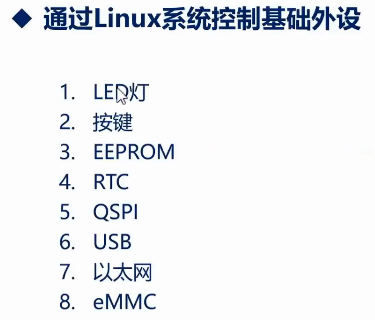 ◆ 通过Linux系统控制基础外设
1. LED灯
2. 按键
3. EEPROM
4. RTC
5. QSPI
6. USB
7. 以太网
8. eMMC